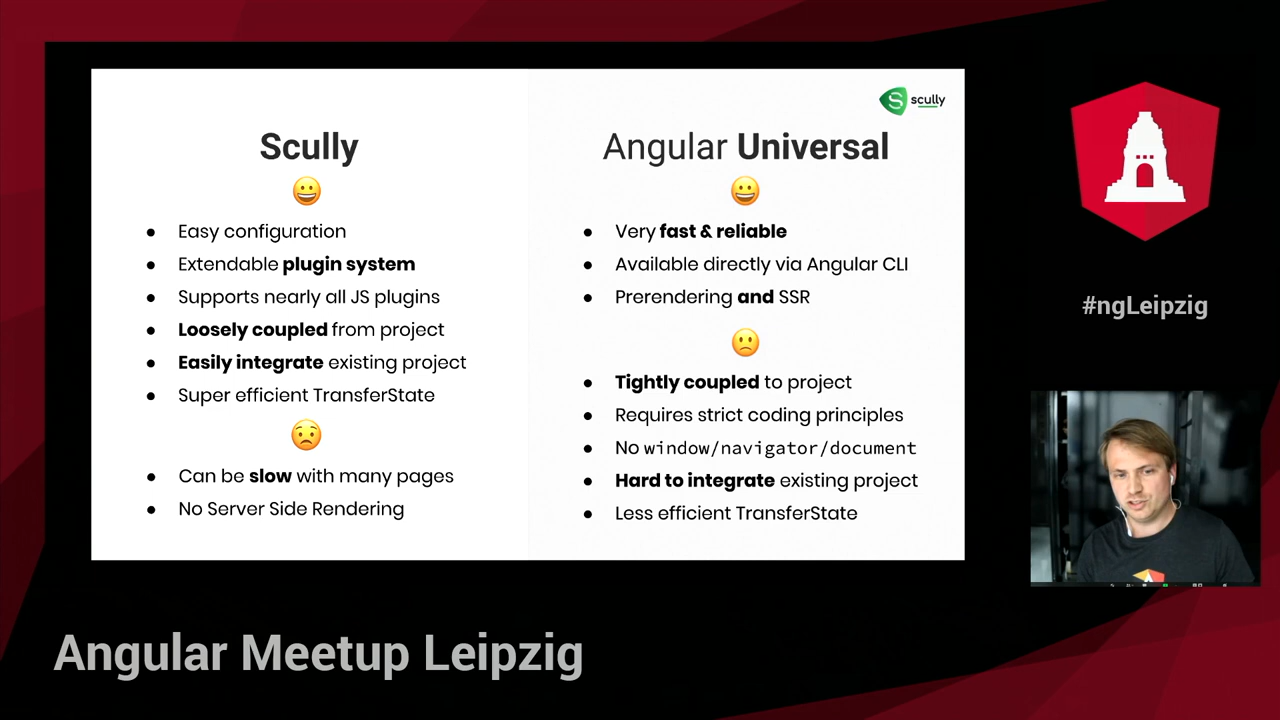 scully
Scully
Easy configuration
Extendable plugin system
Supports nearly all JS plugins
Loosely coupled from project
Easily integrate existing project
Super efficient TransferState
Can be slow with many pages
No Server Side Rendering
Angular Universal
Very fast & reliable
Available directly via Angular CLI
Prerendering and SSR
Tightly coupled to project
Requires strict coding principles
No window/navigator/document
Hard to integrate existing project
Less efficient TransferState
#ngLeipzig
Angular Meetup Leipzig